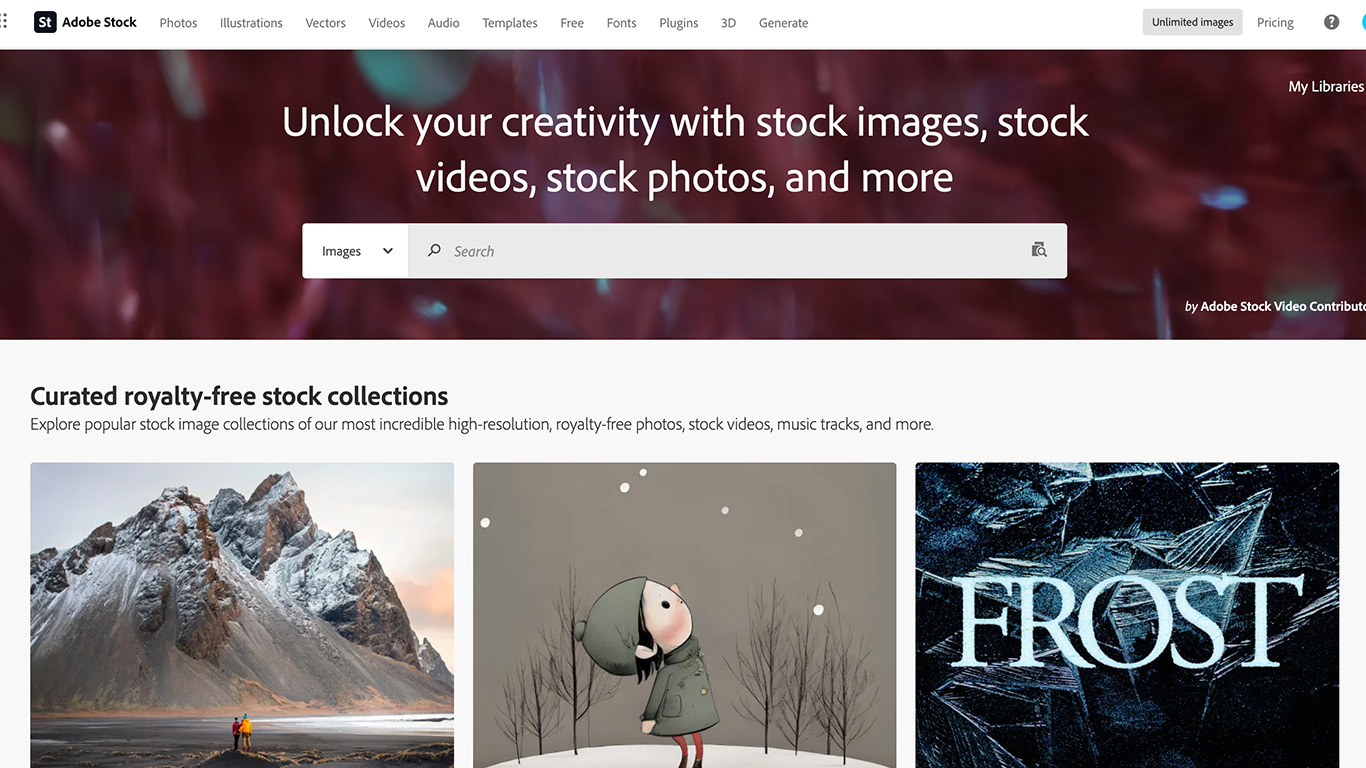 St Adobe Stock Photos Illustrations Vectors Videos Audio Templates Free Fonts Plugins 3D Generate Unlimited images Pricing ?
My Libraries
Unlock your creativity with stock images, stock
videos, stock photos, and more
Images Search
by Adobe Stock Video Contributo
Curated royalty-free stock collections
Explore popular stock image collections of our most incredible high-resolution, royalty-free photos, stock videos, music tracks, and more.
FROST